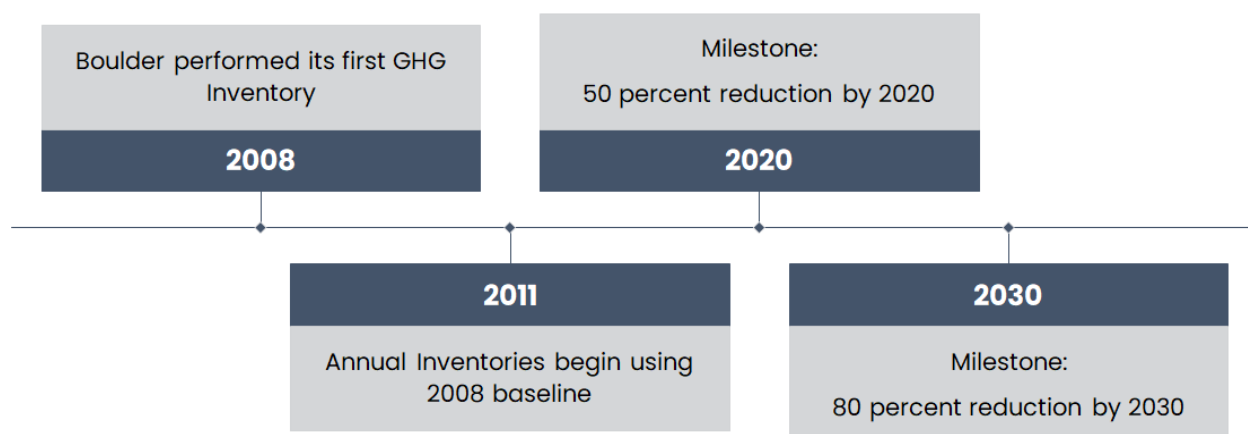 Boulder performed its first GHG
Inventory
2008
Milestone:
50 percent reduction by 2020
2020
2011
Annual Inventories begin using
2008 baseline
2030
Milestone:
80 percent reduction by 2030